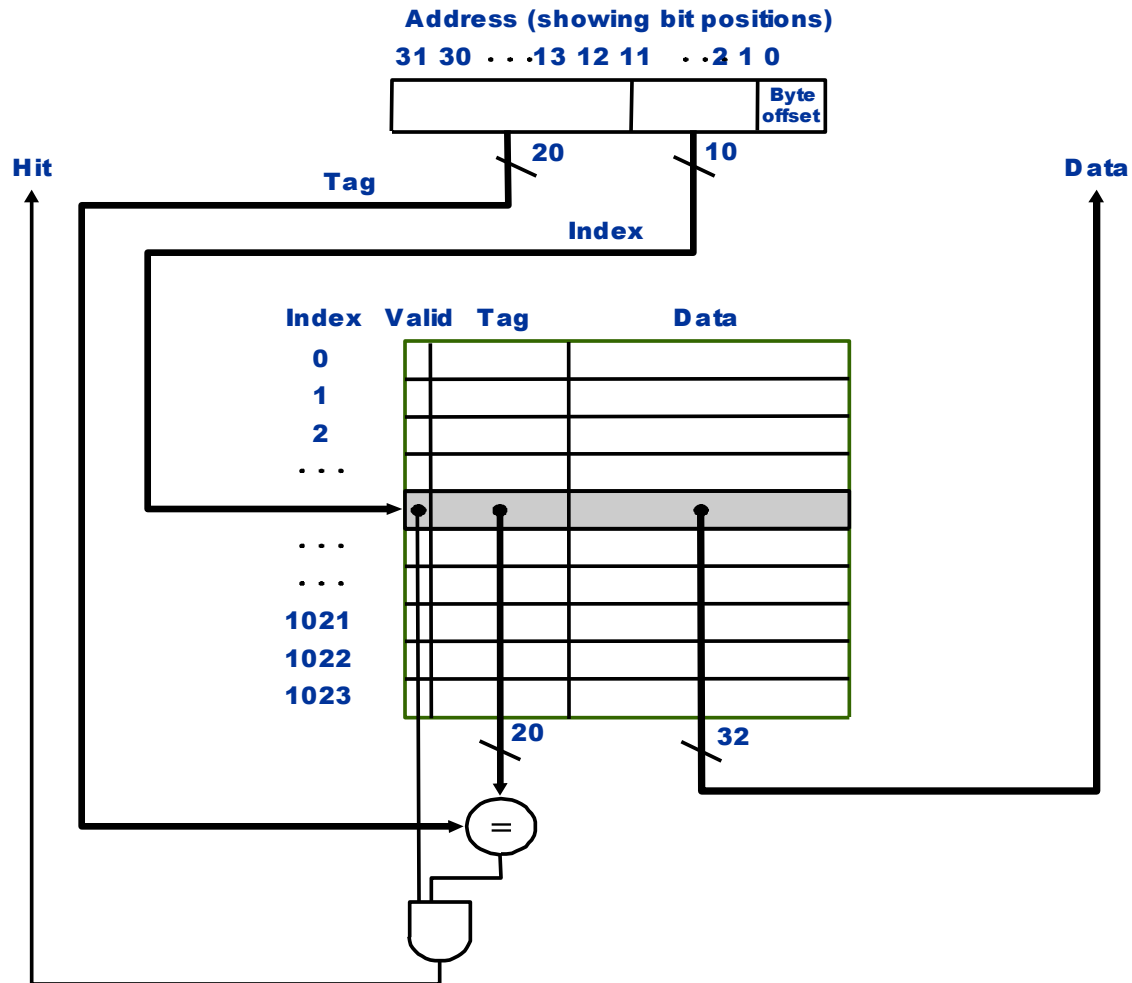 Address (showing bit positions)
31 30 . . . 13 12 11 . . . 2 1 0
Byte
offset
20
10
Hit
Data
Tag
Index
Index Valid Tag Data
0
1
2
. . .
. . .
. . .
1021
1022
1023
20
32
=